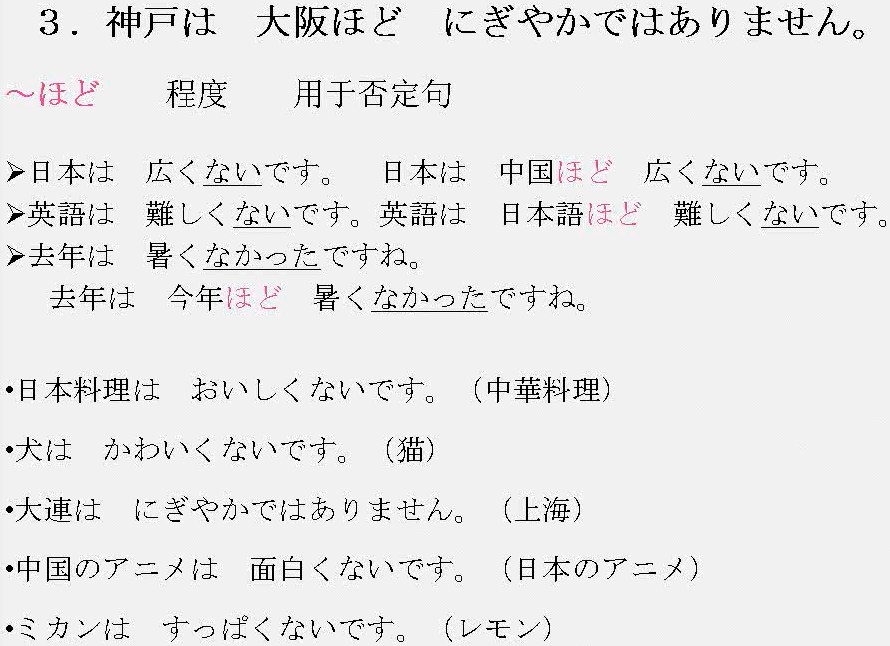 ３．神戸は　大阪ほど　にぎやかではありません。
～ほど　　程度　　用于否定句
➢日本は　広くないです。　日本は　中国ほど　広くないです。
➢英語は　難しくないです。英語は　日本語ほど　難しくないです。
➢去年は　暑くなかったですね。
去年は　今年ほど　暑くなかったですね。
•日本料理は　おいしくないです。（中華料理）
•犬は　かわいくないです。（猫）
•大連は　にぎやかではありません。（上海）
•中国のアニメは　面白くないです。（日本のアニメ）
•ミカンは　すっぱくないです。（レモン）